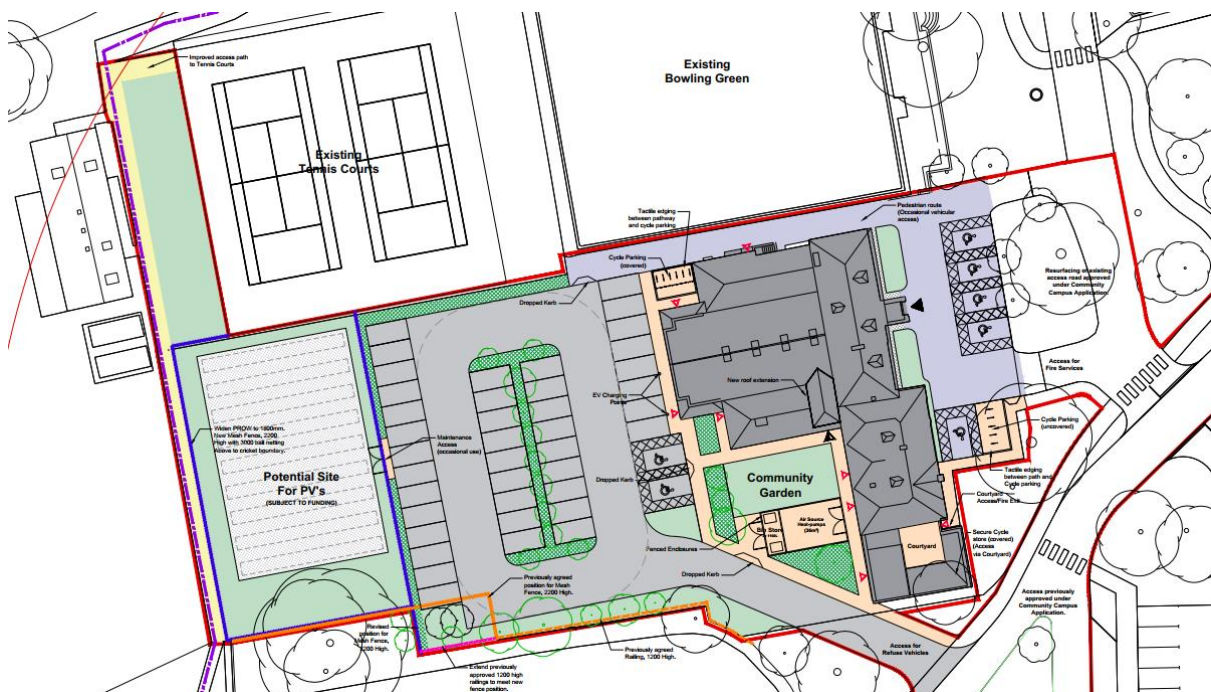 Improved access path
to Tennis Courts
Existing
Bowling Green
Existing
Tennis Courts
Tactile edging
between pathway
and cycle parking
Pedestrian route
(Occasional vehicular
access)
Cycle Parking
(covered)
Dropped Kerb
Resurfacing of existing
access road approved
under Community
Campus Application
Access for
Fire Services
New roof extension
EV Charging
Points
Cycle Parking
(uncovered)
Widen PROW to 1800mm.
New Mesh Fence, 2200
High with 3000 ball netting
Above to cricket boundary.
Maintenance
Access
(occasional use)
Potential Site
For PV's
(SUBJECT TO FUNDING)
Dropped Kerb
Community
Garden
Tactile edging
between path and
Cycle parking
Courtyard
Access/Fire Exit
Bin Store
Air Source
Heat-pumps
Fenced Enclosures
Courtyard
Secure Cycle
store (covered)
(Access
via Courtyard)
Dropped Kerb
Previously agreed
position for Mesh
Fence, 2200 High.
Access previously
approved under
Community Campus
Application.
Revised
position for
Mesh Fence,
2200 High.
Previously agreed
Railing, 1200 High.
Access for
Refuse Vehicles
Extend previously
approved 1200 high
railings to meet new
fence position.